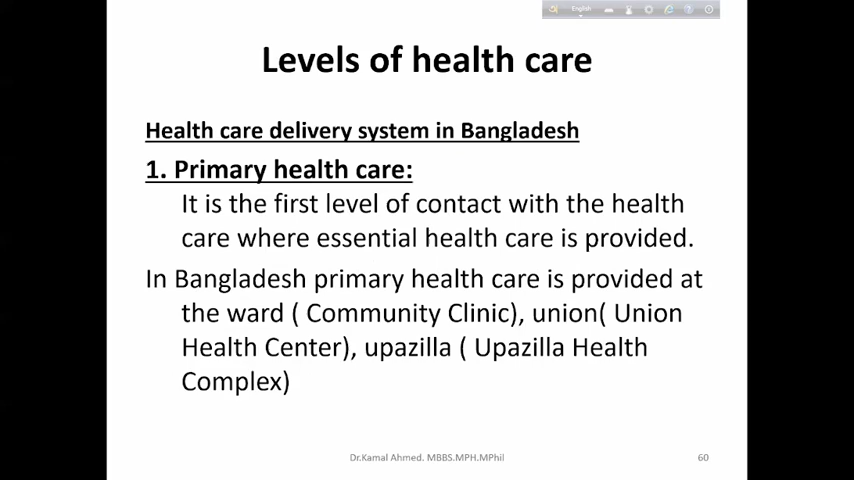 English
Levels of health care
Health care delivery system in Bangladesh
1. Primary health care:
It is the first level of contact with the health
care where essential health care is provided.
In Bangladesh primary health care is provided at
the ward ( Community Clinic), union( Union
Health Center), upazilla ( Upazilla Health
Complex)
Dr.Kamal Ahmed. MBBS.MPH.MPhil
60